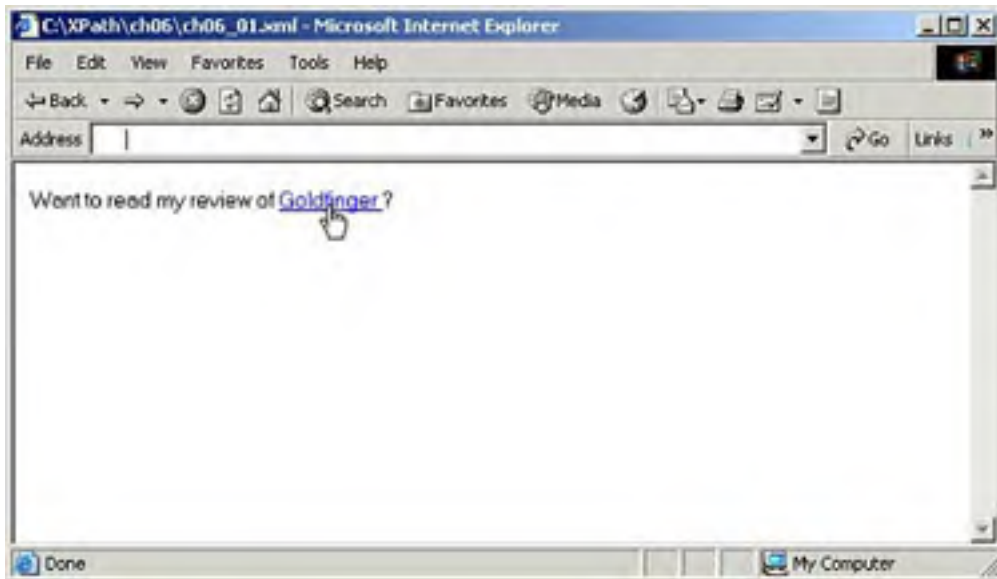 C:\XPath\ch06\ch06_01.xml - Microsoft Internet Explorer
File Edit View Favorites Tools Help
Back Search Favorites Media
Address Go Links »
Want to read my review of Goldfinger ?
Done My Computer